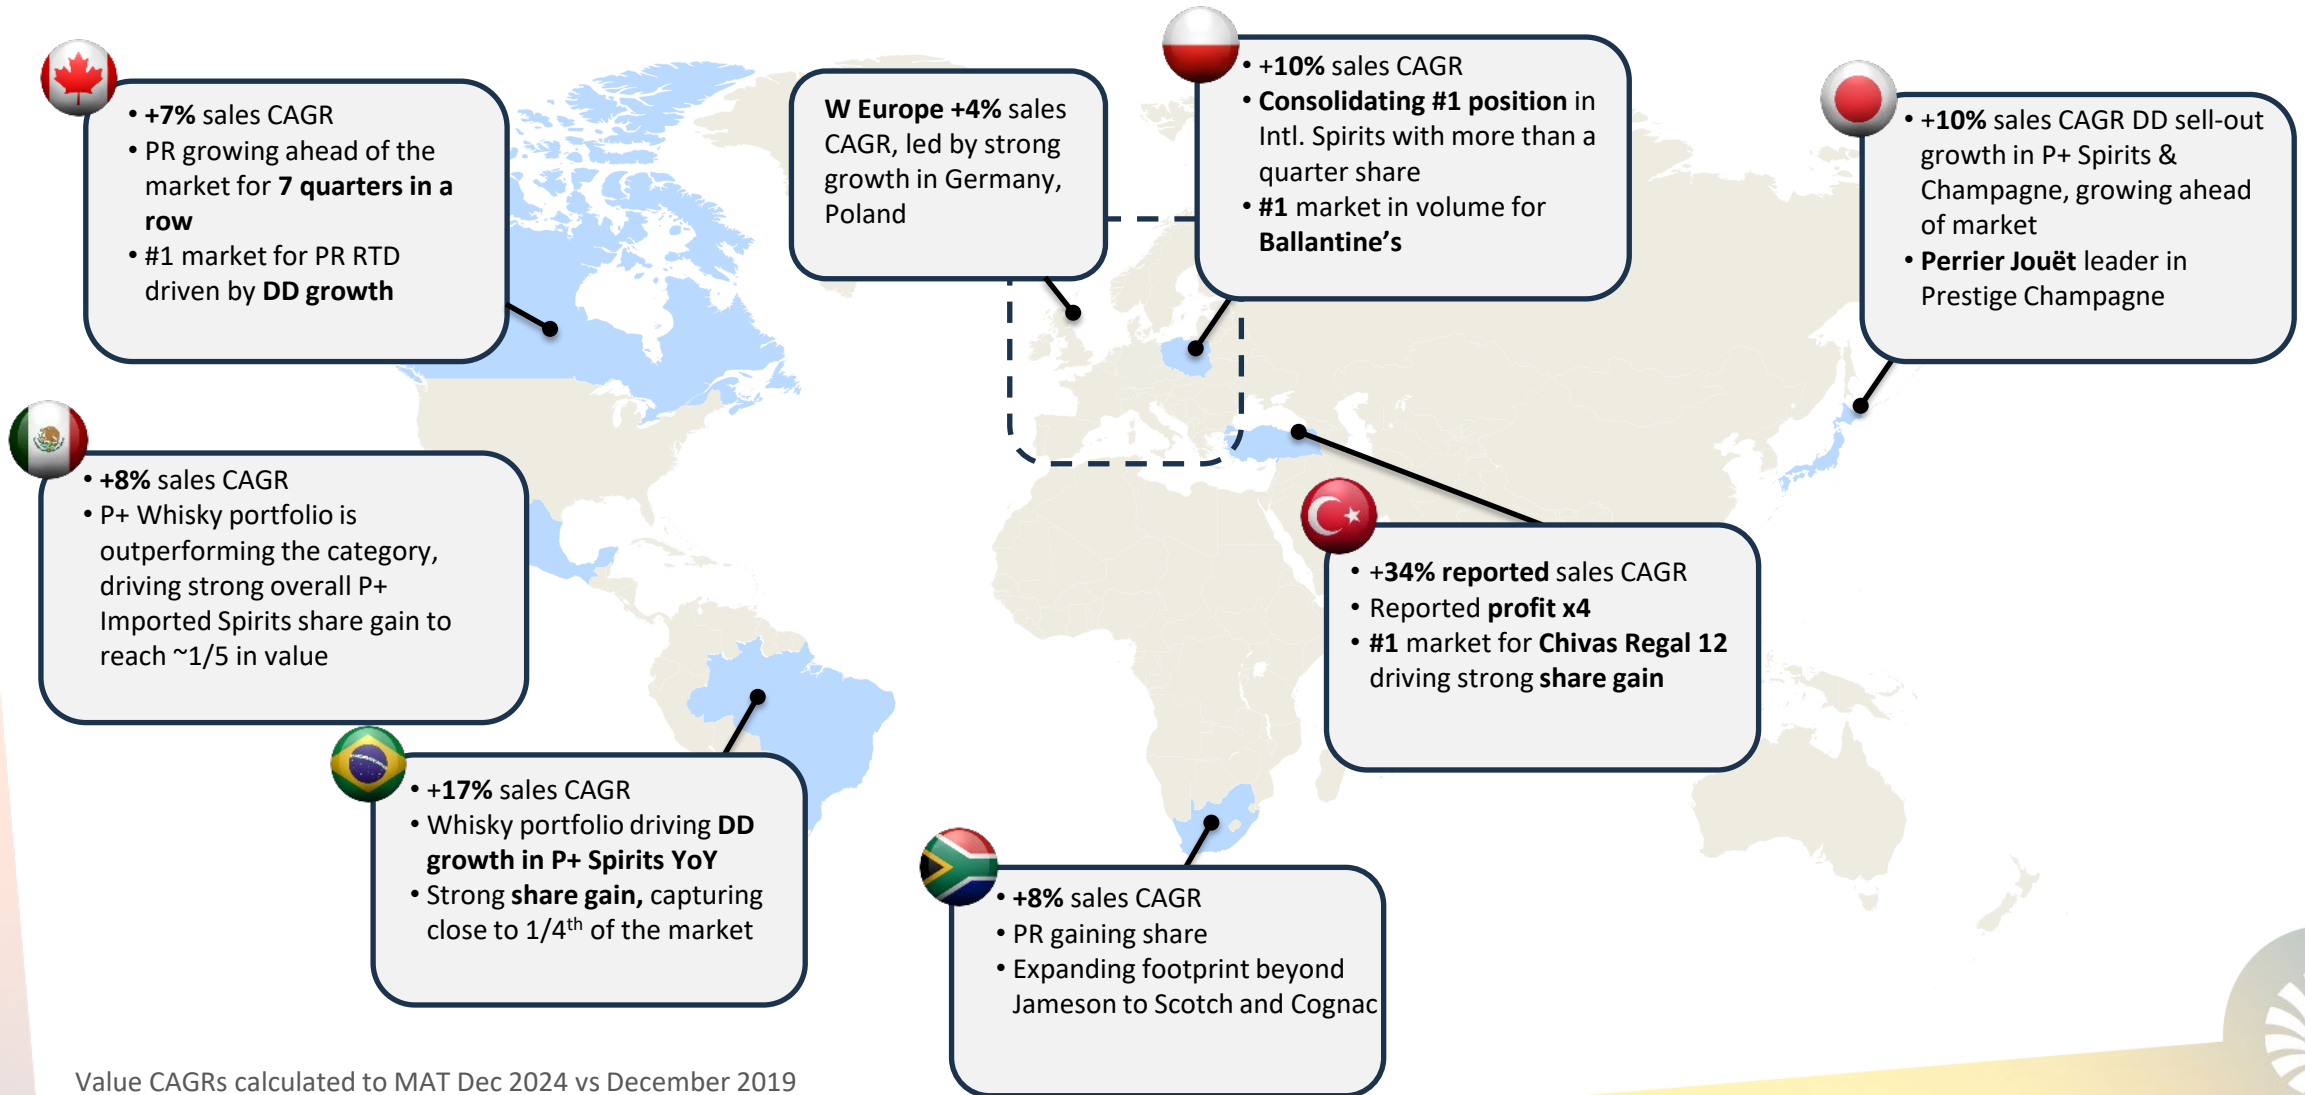 • +7% sales CAGR
• PR growing ahead of the
market for 7 quarters in a
row
• #1 market for PR RTD
driven by DD growth
W Europe +4% sales
CAGR, led by strong
growth in Germany,
Poland
• +10% sales CAGR
• Consolidating #1 position in
Intl. Spirits with more than a
quarter share
• #1 market in volume for
Ballantine’s
• +10% sales CAGR DD sell-out
growth in P+ Spirits &
Champagne, growing ahead
of market
• Perrier Jouët leader in
Prestige Champagne
• +8% sales CAGR
• P+ Whisky portfolio is
outperforming the category,
driving strong overall P+
Imported Spirits share gain to
reach ~1/5 in value
• +34% reported sales CAGR
• Reported profit x4
• #1 market for Chivas Regal 12
driving strong share gain
• +17% sales CAGR
• Whisky portfolio driving DD
growth in P+ Spirits YoY
• Strong share gain, capturing
close to 1/4th of the market
• +8% sales CAGR
• PR gaining share
• Expanding footprint beyond
Jameson to Scotch and Cognac
Value CAGRs calculated to MAT Dec 2024 vs December 2019